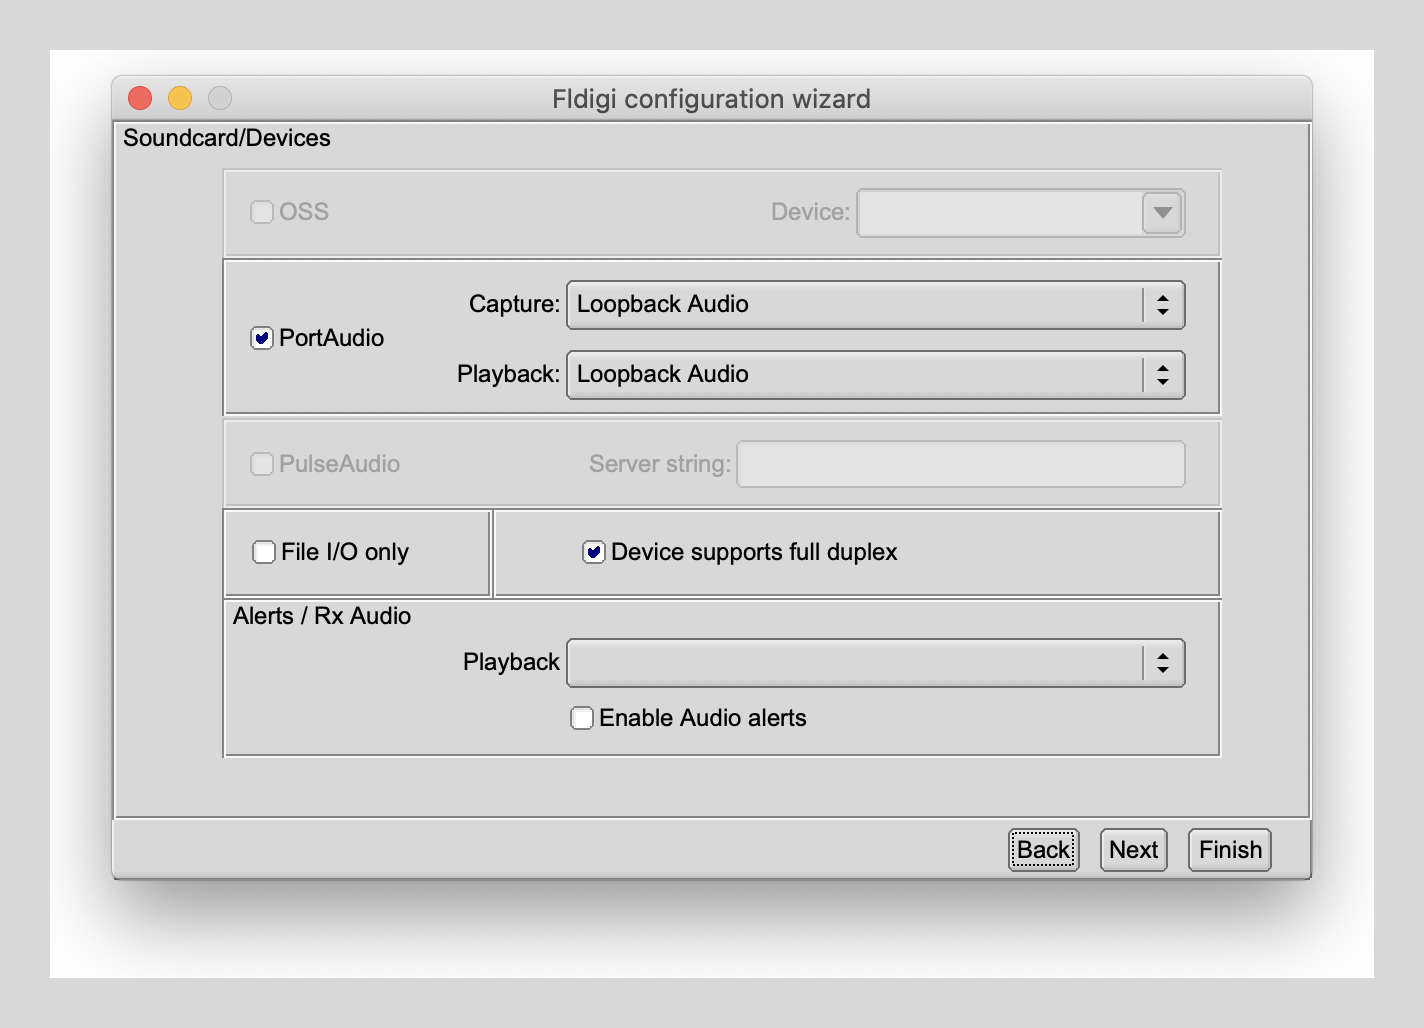 Fldigi configuration wizard
Soundcard/Devices
OSS Device:
Capture: Loopback Audio
PortAudio
Playback: Loopback Audio
PulseAudio Server string:
File I/O only Device supports full duplex
Alerts / Rx Audio
Playback
Enable Audio alerts
Back Next Finish